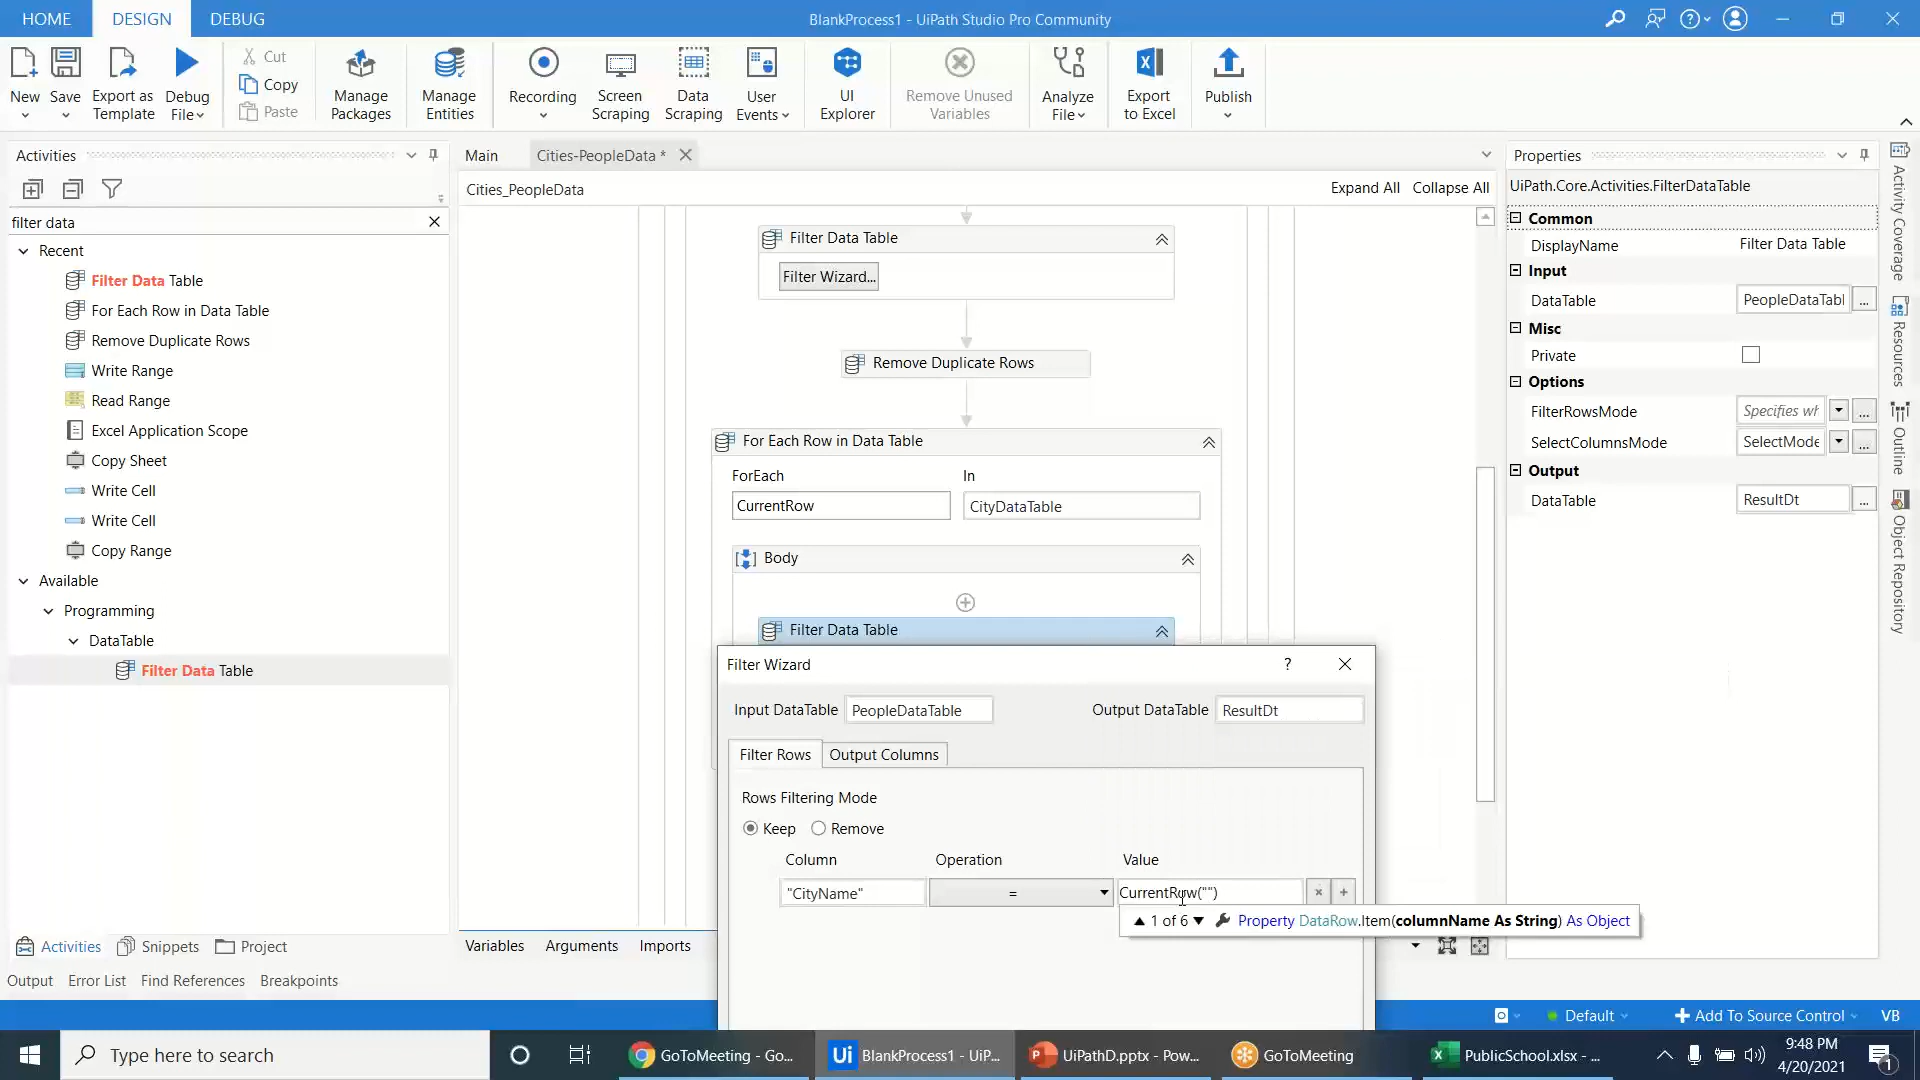 HOME DESIGN DEBUG
BlankProcess1 - UiPath Studio Pro Community
New Save Export as Template Debug File
Cut
Copy
Paste
Manage Packages
Manage Entities
Recording
Screen Scraping
Data Scraping
User Events
UI Explorer
Remove Unused Variables
Analyze File
Export to Excel
Publish
Activities
filter data
Recent
Filter Data Table
For Each Row in Data Table
Remove Duplicate Rows
Write Range
Read Range
Excel Application Scope
Copy Sheet
Write Cell
Write Cell
Copy Range
Available
Programming
DataTable
Filter Data Table
Activities Snippets Project
Main Cities-PeopleData *
Cities_PeopleData Expand All Collapse All
Filter Data Table
Filter Wizard...
Remove Duplicate Rows
For Each Row in Data Table
ForEach In
CurrentRow CityDataTable
Body
Filter Data Table
Filter Wizard ?
Input DataTable PeopleDataTable Output DataTable ResultDt
Filter Rows Output Columns
Rows Filtering Mode
Keep Remove
Column Operation Value
"CityName" = CurrentRow("")
1 of 6 Property DataRow.Item(columnName As String) As Object
Variables Arguments Imports
Properties
UiPath.Core.Activities.FilterDataTable
Common
DisplayName Filter Data Table
Input
DataTable PeopleDataTabl ...
Misc
Private
Options
FilterRowsMode Specifies wh ...
SelectColumnsMode SelectMode ...
Output
DataTable ResultDt ...
Activity Coverage
Resources
Outline
Object Repository
Output Error List Find References Breakpoints
Default Add To Source Control VB
Type here to search
GoToMeeting - Go...
Ui BlankProcess1 - UiP...
UiPathD.pptx - Pow...
GoToMeeting
PublicSchool.xlsx - ...
9:48 PM
4/20/2021
1